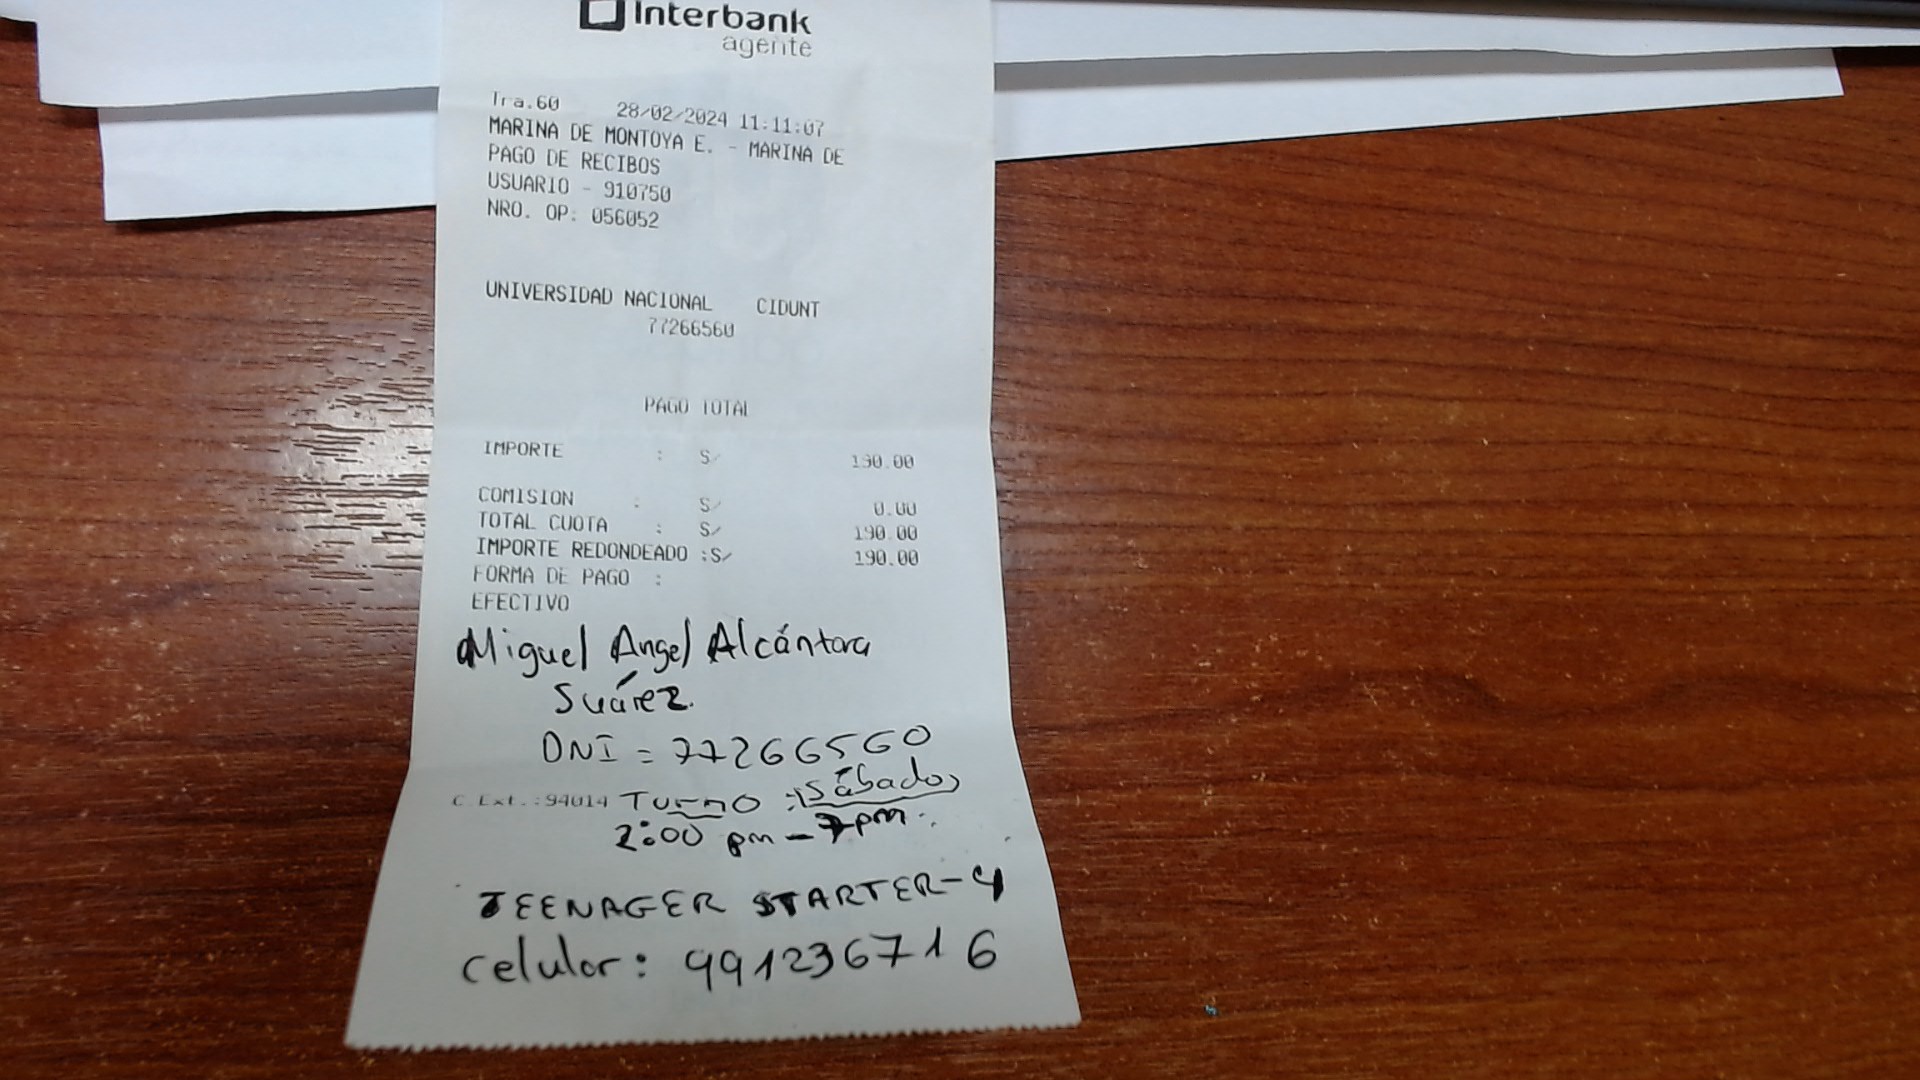 Interbank
agente
Tra.60 28/02/2024 11:11:07
MARINA DE MONTOYA E. - MARINA DE
PAGO DE RECIBOS
USUARIO - 910750
NRO. OP: 056052
UNIVERSIDAD NACIONAL CIDUNT
77266560
PAGO TOTAL
IMPORTE : S/ 190.00
COMISION : S/ 0.00
TOTAL CUOTA : S/ 190.00
IMPORTE REDONDEADO :S/ 190.00
FORMA DE PAGO :
EFECTIVO
Miguel Angel Alcántara
Suárez.
DNI = 77266560
C.Ext.:94014 Turno : Sábados
2:00 pm - 7pm.
TEENAGER STARTER-4
Celular: 991236716